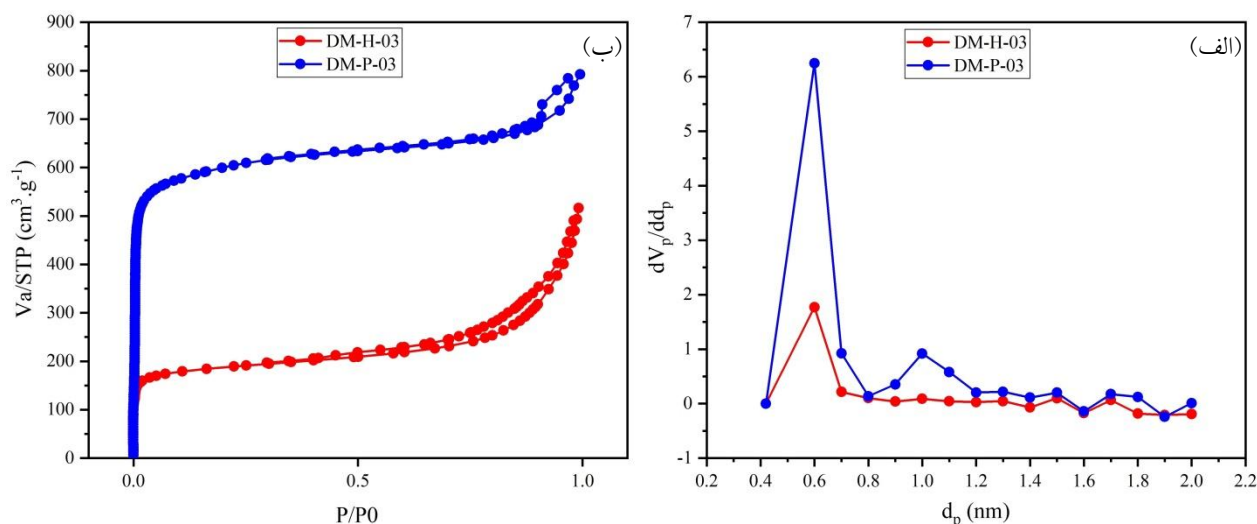 (ب)
DM-H-03
DM-P-03
900
800
700
600
500
400
300
200
100
0
Va/STP (cm³.g⁻¹)
0.0 0.5 1.0
P/P0
(الف)
DM-H-03
DM-P-03
7
6
5
4
3
2
1
0
-1
dVₚ/ddₚ
0.2 0.4 0.6 0.8 1.0 1.2 1.4 1.6 1.8 2.0 2.2
dₚ (nm)